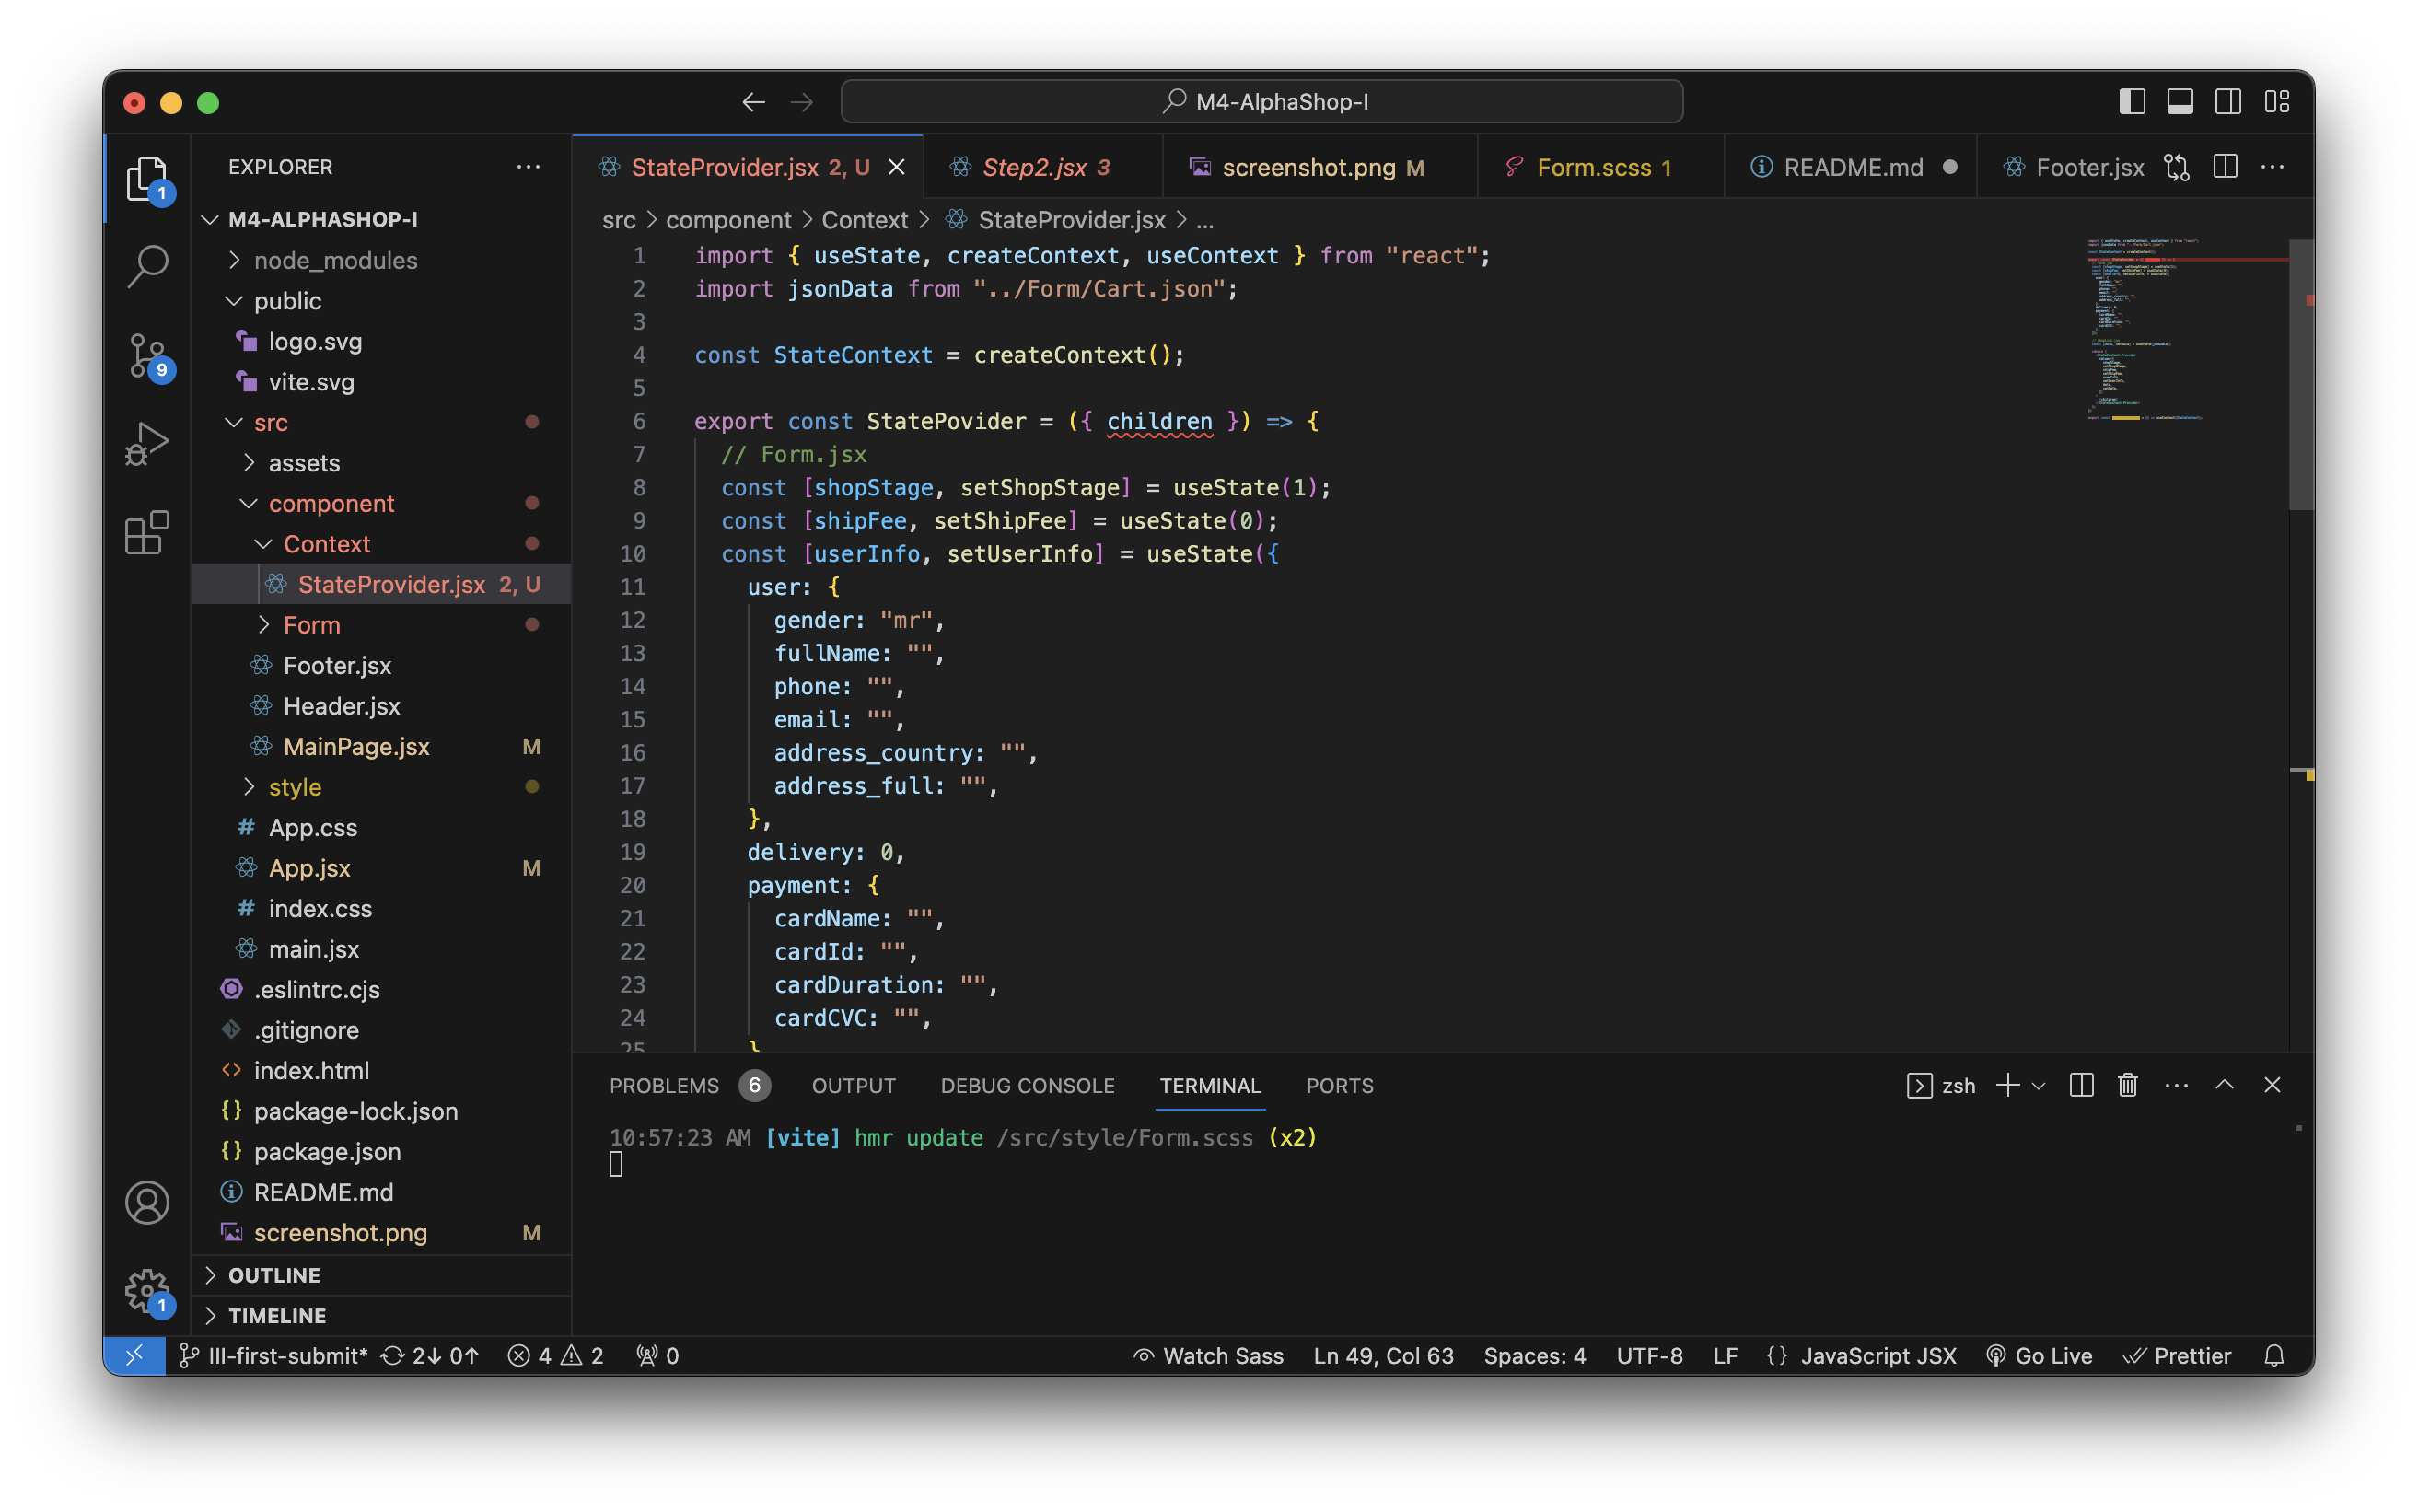 M4-AlphaShop-I
EXPLORER
StateProvider.jsx 2, U
Step2.jsx 3
screenshot.png M
Form.scss 1
README.md
Footer.jsx
src > component > Context > StateProvider.jsx > ...
1
M4-ALPHASHOP-I
node_modules
public
logo.svg
vite.svg
9
src
assets
component
Context
StateProvider.jsx 2, U
Form
Footer.jsx
Header.jsx
MainPage.jsx M
style
# App.css
App.jsx M
# index.css
main.jsx
.eslintrc.cjs
.gitignore
<> index.html
{} package-lock.json
{} package.json
README.md
screenshot.png M
OUTLINE
TIMELINE
1
1 import { useState, createContext, useContext } from "react";
2 import jsonData from "../Form/Cart.json";
3
4 const StateContext = createContext();
5
6 export const StatePovider = ({ children }) => {
7 // Form.jsx
8 const [shopStage, setShopStage] = useState(1);
9 const [shipFee, setShipFee] = useState(0);
10 const [userInfo, setUserInfo] = useState({
11 user: {
12 gender: "mr",
13 fullName: "",
14 phone: "",
15 email: "",
16 address_country: "",
17 address_full: "",
18 },
19 delivery: 0,
20 payment: {
21 cardName: "",
22 cardId: "",
23 cardDuration: "",
24 cardCVC: "",
25 }
PROBLEMS 6 OUTPUT DEBUG CONSOLE TERMINAL PORTS
zsh
10:57:23 AM [vite] hmr update /src/style/Form.scss (x2)
lll-first-submit* 2↓ 0↑ 4 2 0
Watch Sass Ln 49, Col 63 Spaces: 4 UTF-8 LF {} JavaScript JSX Go Live Prettier